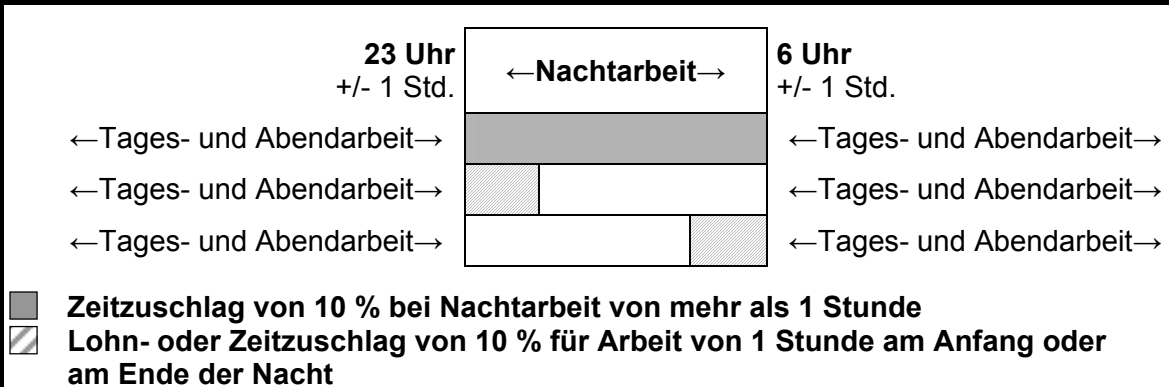 23 Uhr ←Nachtarbeit→ 6 Uhr
+/- 1 Std. +/- 1 Std.
←Tages- und Abendarbeit→ ←Tages- und Abendarbeit→
←Tages- und Abendarbeit→ ←Tages- und Abendarbeit→
←Tages- und Abendarbeit→ ←Tages- und Abendarbeit→
Zeitzuschlag von 10 % bei Nachtarbeit von mehr als 1 Stunde
Lohn- oder Zeitzuschlag von 10 % für Arbeit von 1 Stunde am Anfang oder
am Ende der Nacht